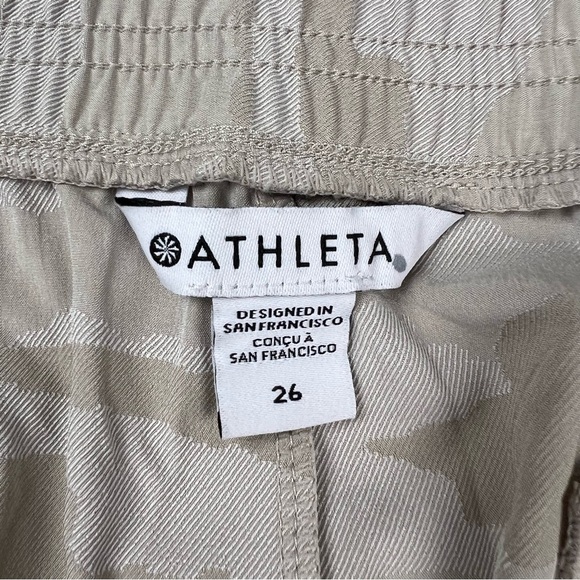 ATHLETA
DESIGNED IN
SAN FRANCISCO
CONÇU À
SAN FRANCISCO
26